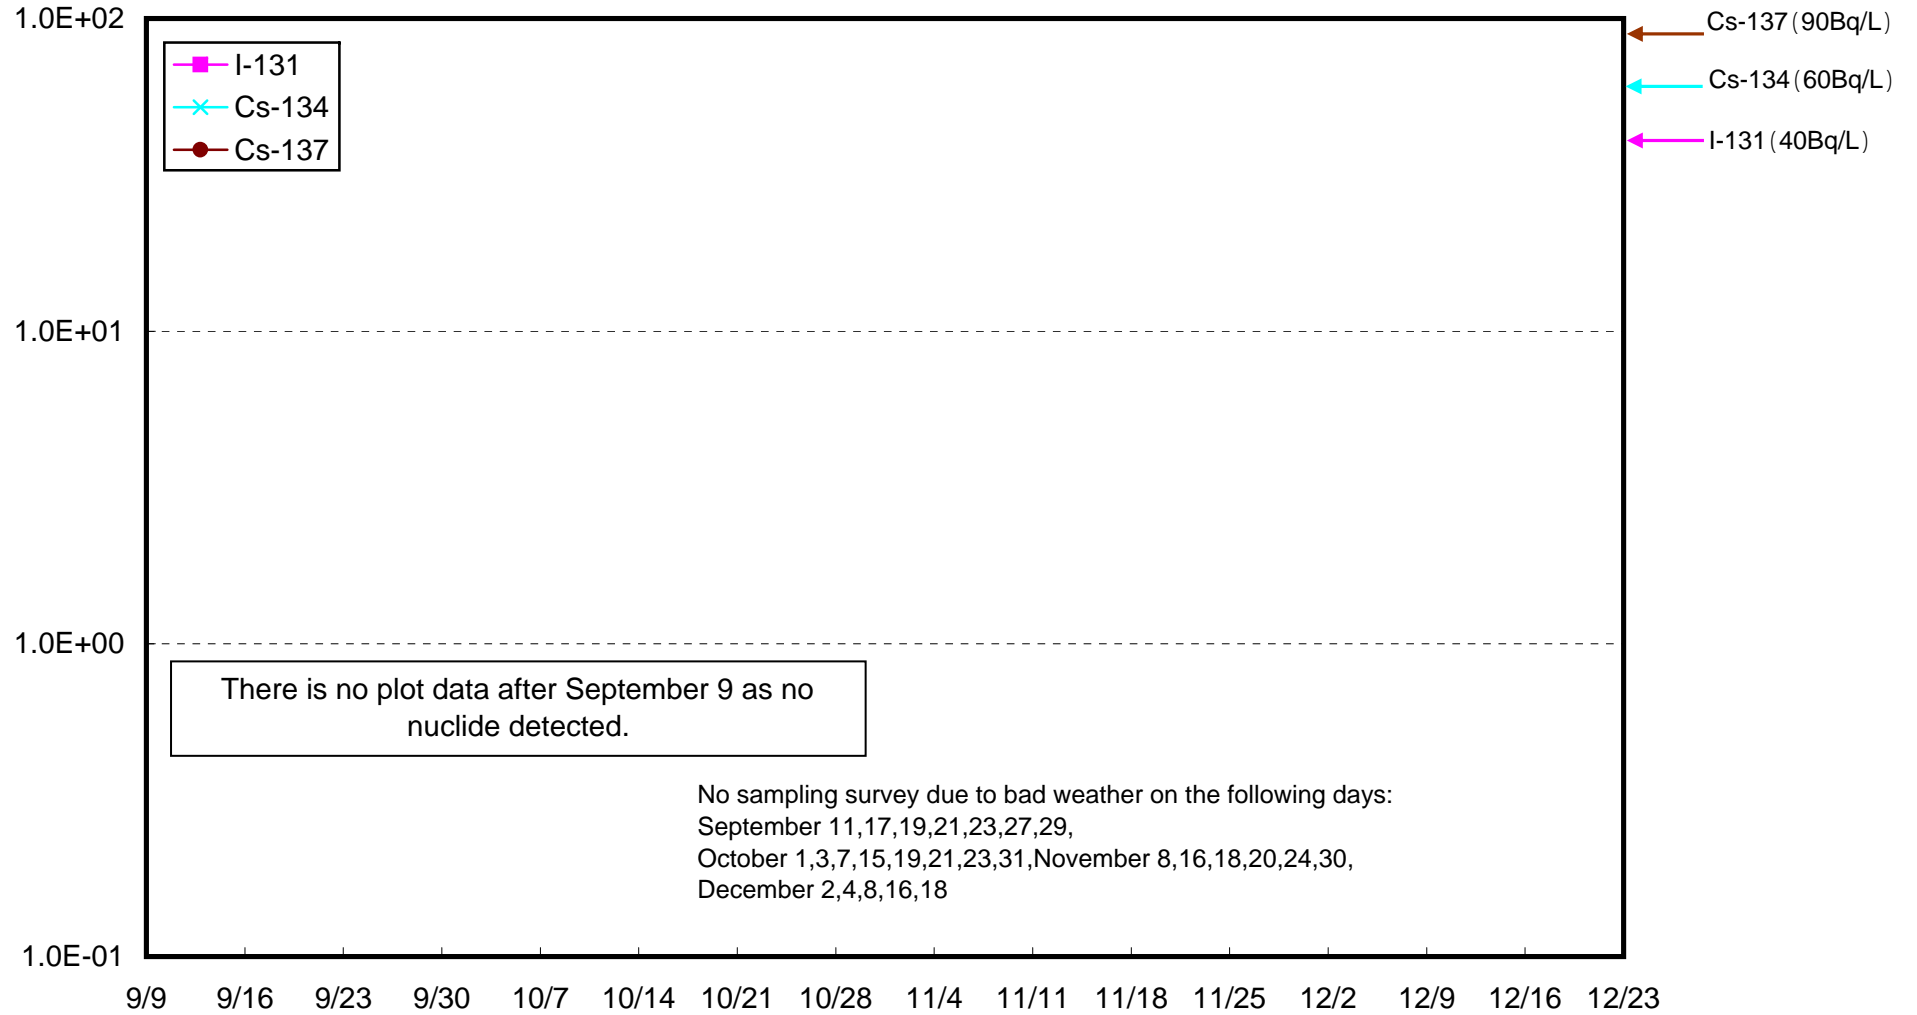 1.0E+02
1.0E+01
1.0E+00
1.0E-01
I-131
Cs-134
Cs-137
Cs-137(90Bq/L)
Cs-134(60Bq/L)
I-131(40Bq/L)
There is no plot data after September 9 as no
nuclide detected.
No sampling survey due to bad weather on the following days:
September 11,17,19,21,23,27,29,
October 1,3,7,15,19,21,23,31,November 8,16,18,20,24,30,
December 2,4,8,16,18
9/9 9/16 9/23 9/30 10/7 10/14 10/21 10/28 11/4 11/11 11/18 11/25 12/2 12/9 12/16 12/23